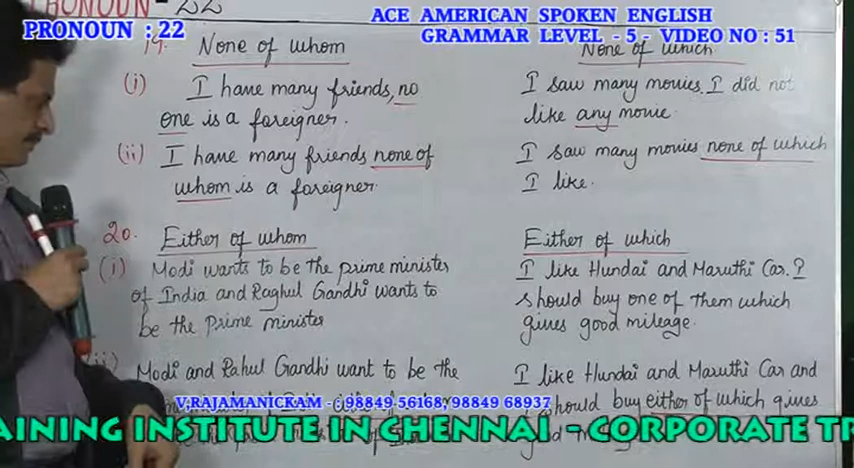 PRONOUN - 22
ACE AMERICAN SPOKEN ENGLISH
PRONOUN : 22
GRAMMAR LEVEL - 5 - VIDEO NO : 51
19. None of whom
None of which
(i) I have many friends, no
one is a foreigner.
I saw many movies. I did not
like any movie
(ii) I have many friends none of
whom is a foreigner.
I saw many movies none of which
I like.
20. Either of whom
Either of which
(i) Modi wants to be the prime minister
of India and Raghul Gandhi wants to
be the Prime minister
I like Hundai and Maruthi Car. I
should buy one of them which
gives good mileage.
(ii) Modi and Rahul Gandhi want to be the
I like Hundai and Maruthi Car and
should buy either of which gives
good
V,RAJAMANICKAM - : 98849 56168, 98849 68937
AINING INSTITUTE IN CHENNAI - CORPORATE TR